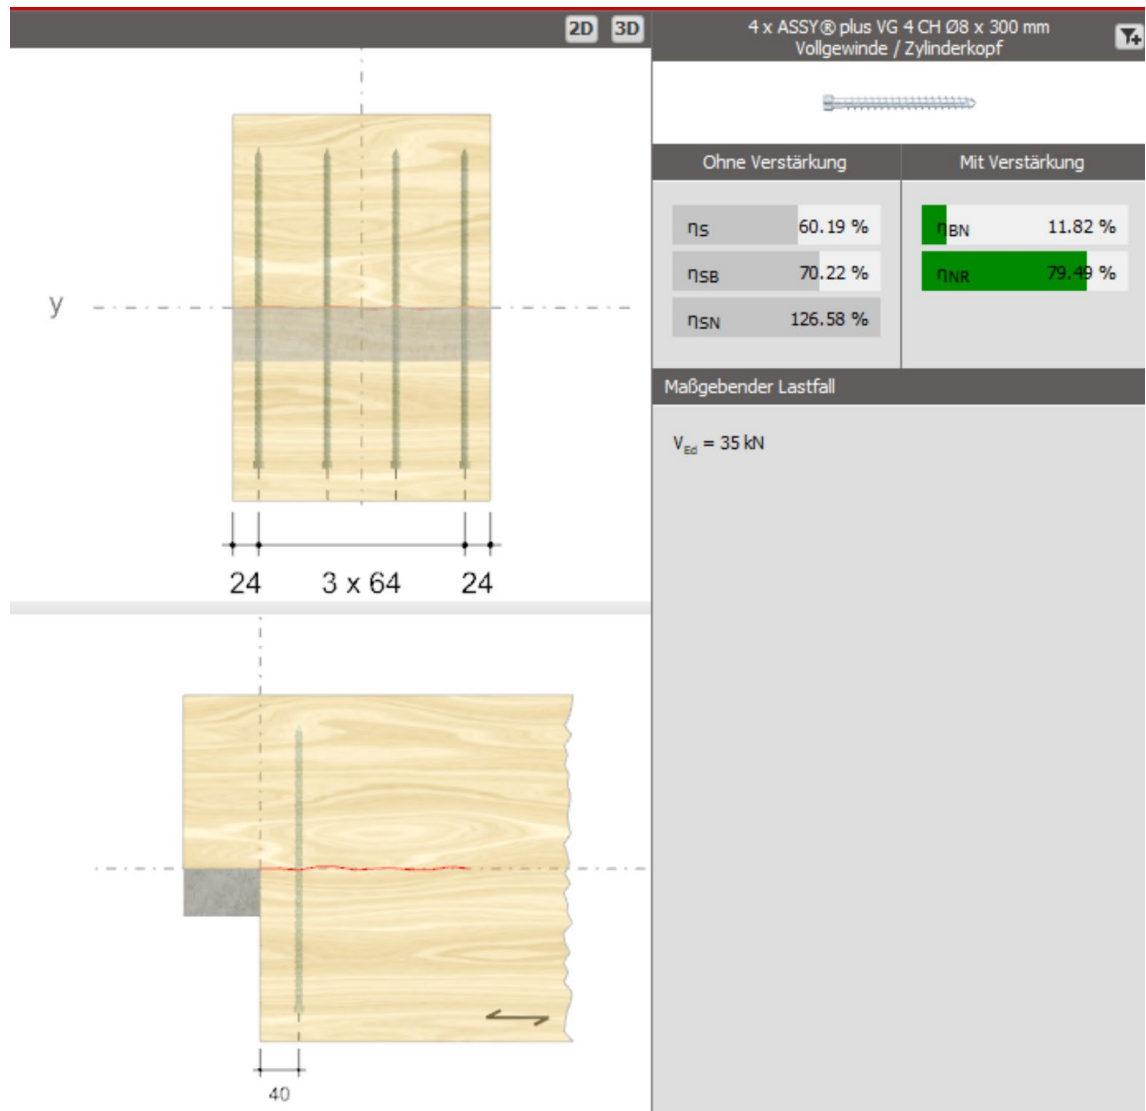 2D 3D
y
24 3 x 64 24
40
4 x ASSY® plus VG 4 CH Ø8 x 300 mm
Vollgewinde / Zylinderkopf
Ohne Verstärkung Mit Verstärkung
ηS 60.19 % ηBN 11.82 %
ηSB 70.22 % ηNR 79.49 %
ηSN 126.58 %
Maßgebender Lastfall
VEd = 35 kN